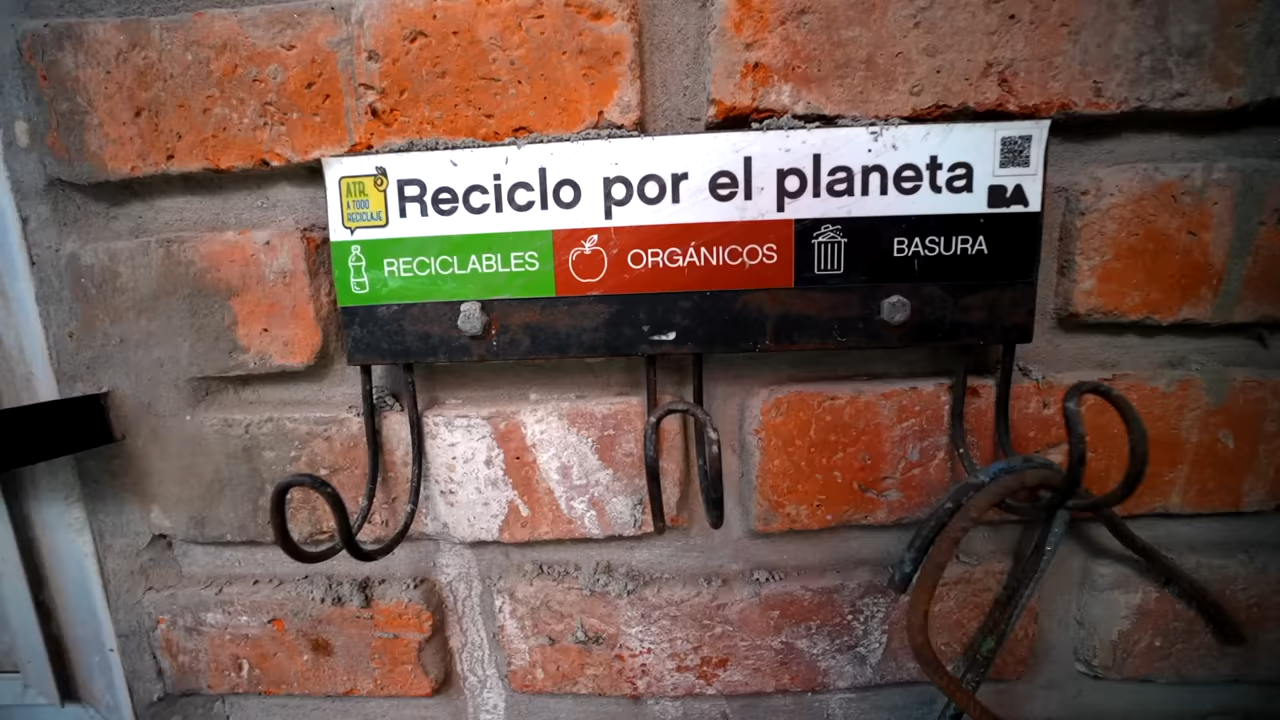 ATR.
A TODO
RECICLAJE
Reciclo por el planeta
BA
RECICLABLES
ORGÁNICOS
BASURA